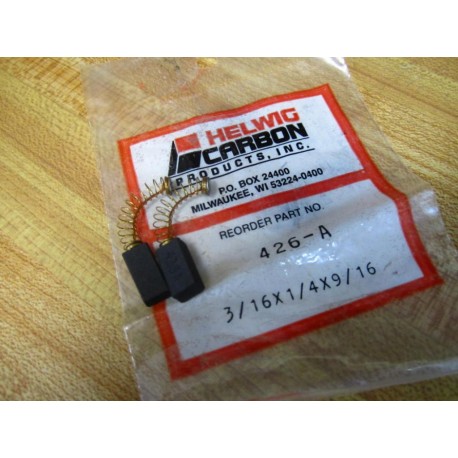 HELWIG
CARBON
PRODUCTS, INC.
P.O. BOX 24400
MILWAUKEE, WI 53224-0400
REORDER PART NO.
426-A
3/16X1/4X9/16